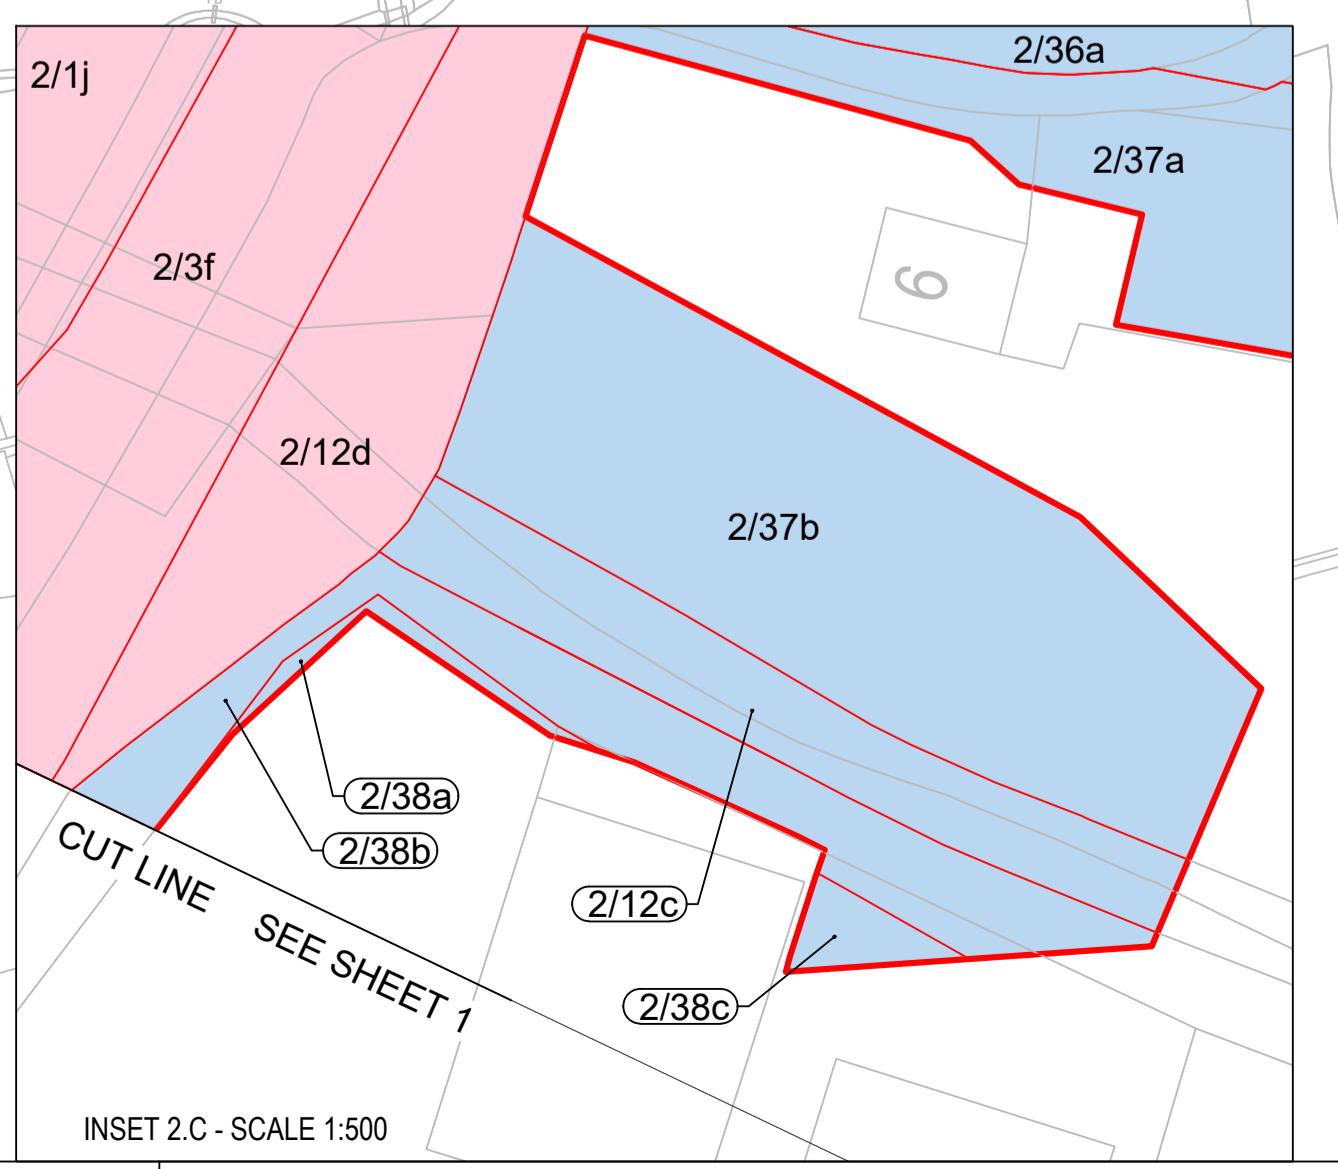 2/36a
2/1j
2/37a
2/3f
6
2/12d
2/37b
2/38a
2/38b
2/12c
2/38c
CUT LINE SEE SHEET 1
INSET 2.C - SCALE 1:500